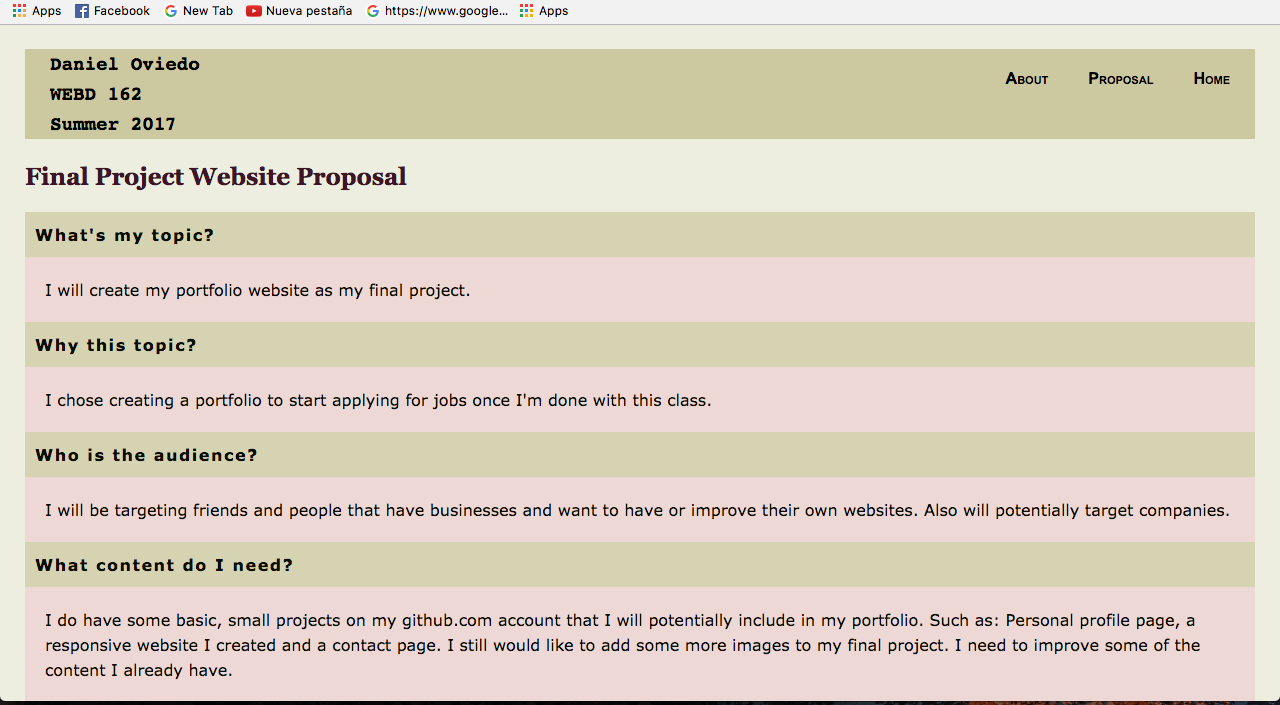 Apps Facebook New Tab Nueva pestaña https://www.google... Apps
Daniel Oviedo
WEBD 162
Summer 2017
About Proposal Home
Final Project Website Proposal
What's my topic?
I will create my portfolio website as my final project.
Why this topic?
I chose creating a portfolio to start applying for jobs once I'm done with this class.
Who is the audience?
I will be targeting friends and people that have businesses and want to have or improve their own websites. Also will potentially target companies.
What content do I need?
I do have some basic, small projects on my github.com account that I will potentially include in my portfolio. Such as: Personal profile page, a
responsive website I created and a contact page. I still would like to add some more images to my final project. I need to improve some of the
content I already have.